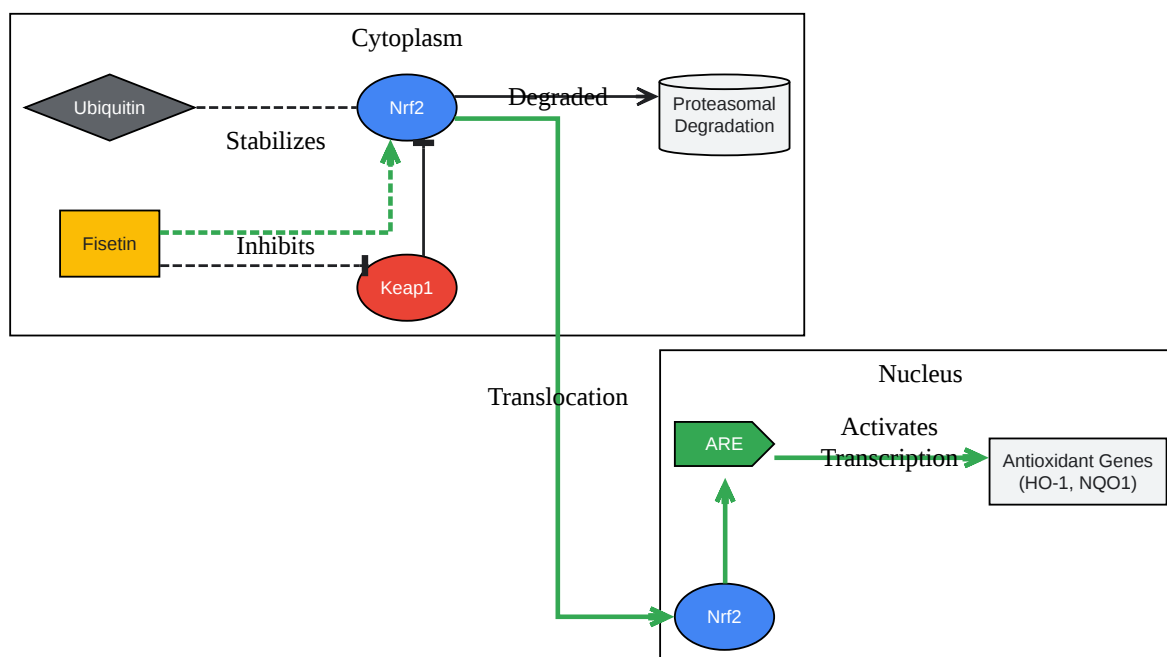 Cytoplasm
Ubiquitin
Nrf2
Degraded
Proteasomal
Degradation
Stabilizes
Fisetin
Inhibits
Keap1
Translocation
Nucleus
ARE
Activates
Transcription
Antioxidant Genes
(HO-1, NQO1)
Nrf2